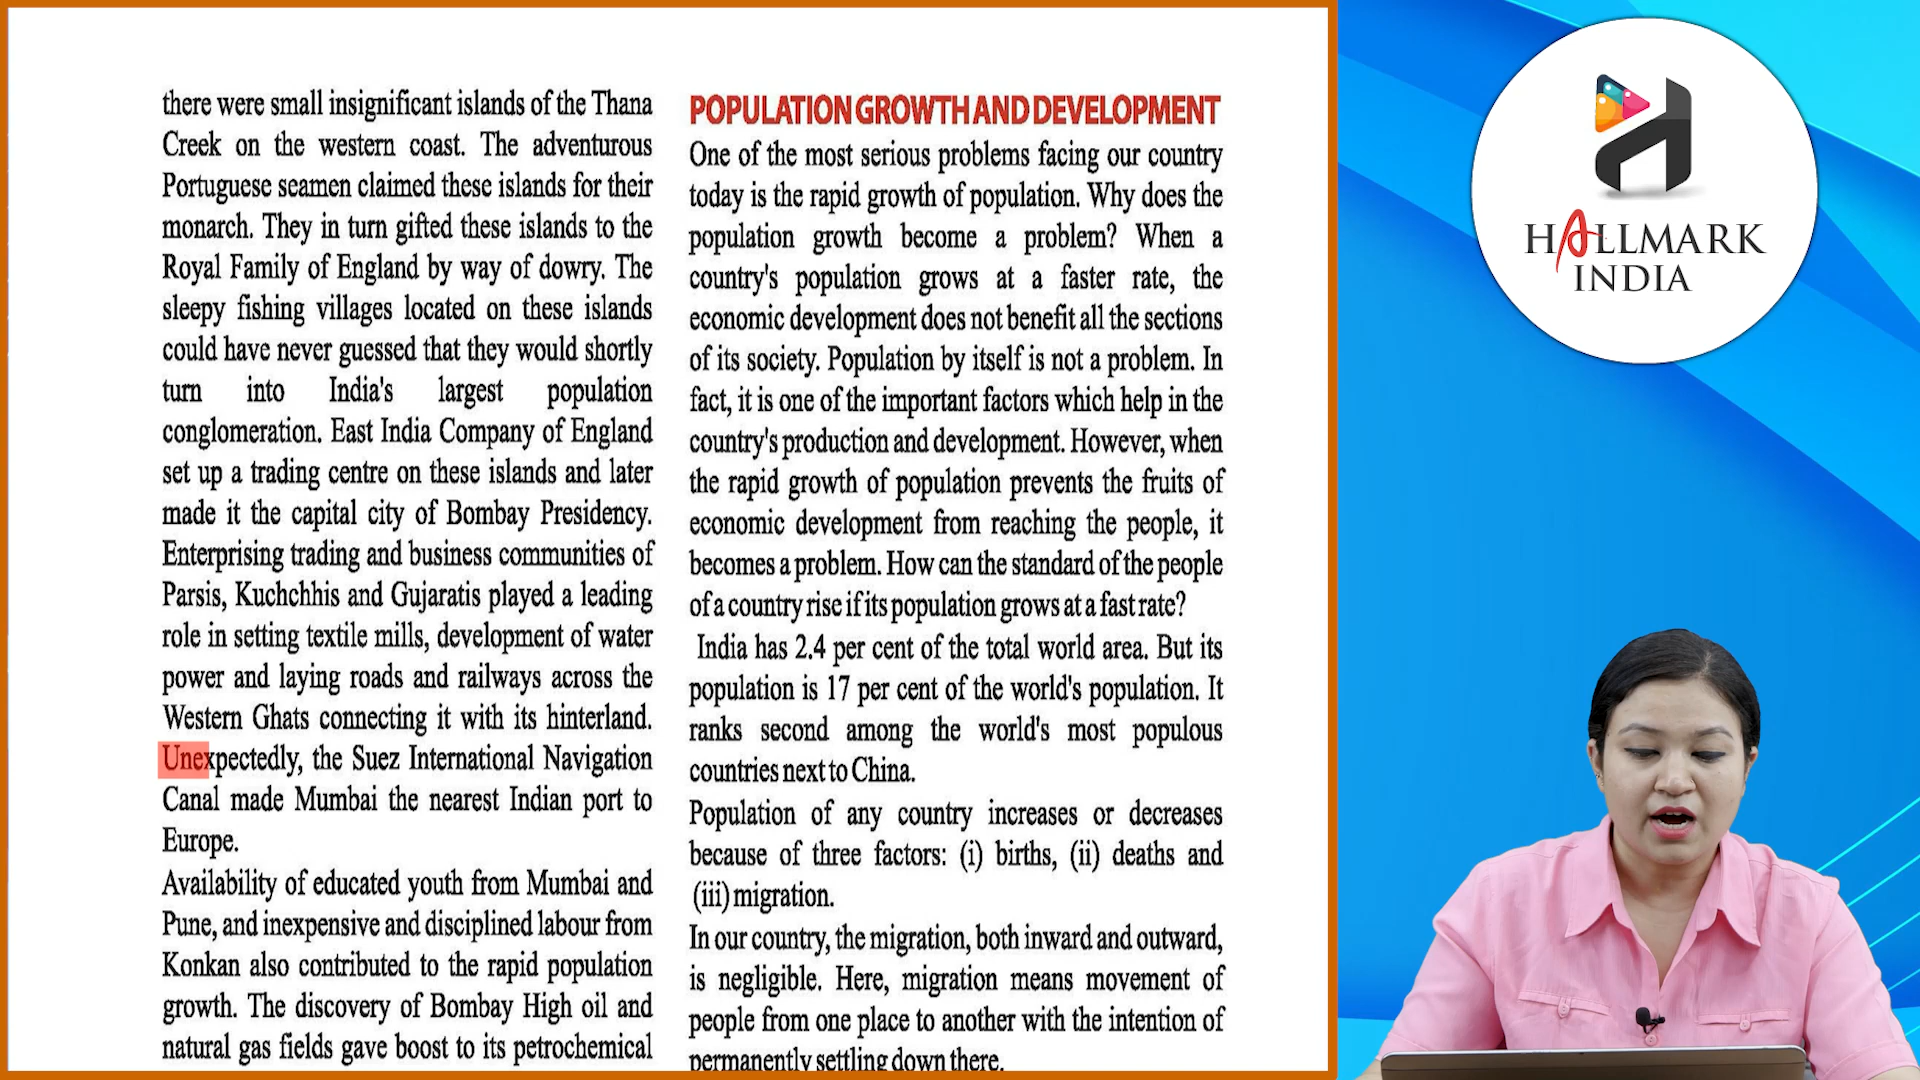 there were small insignificant islands of the Thana
Creek on the western coast. The adventurous
Portuguese seamen claimed these islands for their
monarch. They in turn gifted these islands to the
Royal Family of England by way of dowry. The
sleepy fishing villages located on these islands
could have never guessed that they would shortly
turn into India's largest population
conglomeration. East India Company of England
set up a trading centre on these islands and later
made it the capital city of Bombay Presidency.
Enterprising trading and business communities of
Parsis, Kuchchhis and Gujaratis played a leading
role in setting textile mills, development of water
power and laying roads and railways across the
Western Ghats connecting it with its hinterland.
Unexpectedly, the Suez International Navigation
Canal made Mumbai the nearest Indian port to
Europe.
Availability of educated youth from Mumbai and
Pune, and inexpensive and disciplined labour from
Konkan also contributed to the rapid population
growth. The discovery of Bombay High oil and
natural gas fields gave boost to its petrochemical
POPULATION GROWTH AND DEVELOPMENT
One of the most serious problems facing our country
today is the rapid growth of population. Why does the
population growth become a problem? When a
country's population grows at a faster rate, the
economic development does not benefit all the sections
of its society. Population by itself is not a problem. In
fact, it is one of the important factors which help in the
country's production and development. However, when
the rapid growth of population prevents the fruits of
economic development from reaching the people, it
becomes a problem. How can the standard of the people
of a country rise if its population grows at a fast rate?
India has 2.4 per cent of the total world area. But its
population is 17 per cent of the world's population. It
ranks second among the world's most populous
countries next to China.
Population of any country increases or decreases
because of three factors: (i) births, (ii) deaths and
(iii) migration.
In our country, the migration, both inward and outward,
is negligible. Here, migration means movement of
people from one place to another with the intention of
permanently settling down there.
HALLMARK
INDIA